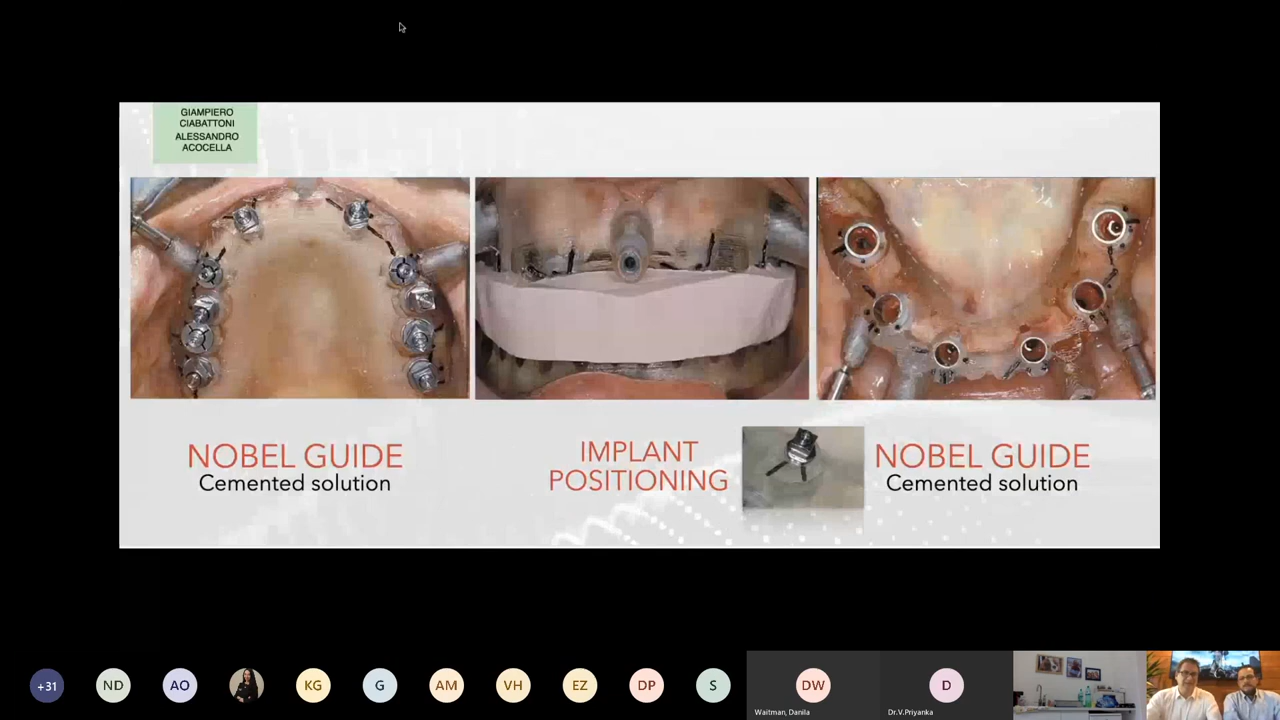 GIAMPIERO
CIABATTONI
ALESSANDRO
ACOCELLA
NOBEL GUIDE
Cemented solution
IMPLANT
POSITIONING
NOBEL GUIDE
Cemented solution
+31
ND
AO
KG
G
AM
VH
EZ
DP
S
DW
Waitman, Danila
D
Dr.V.Priyanka